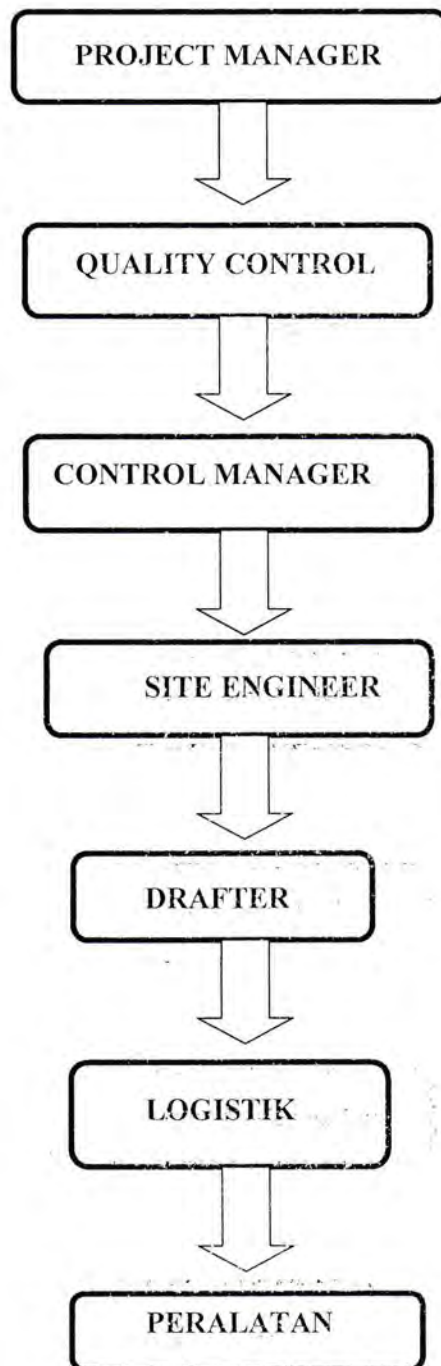 PROJECT MANAGER
QUALITY CONTROL
CONTROL MANAGER
SITE ENGINEER
DRAFTER
LOGISTIK
PERALATAN